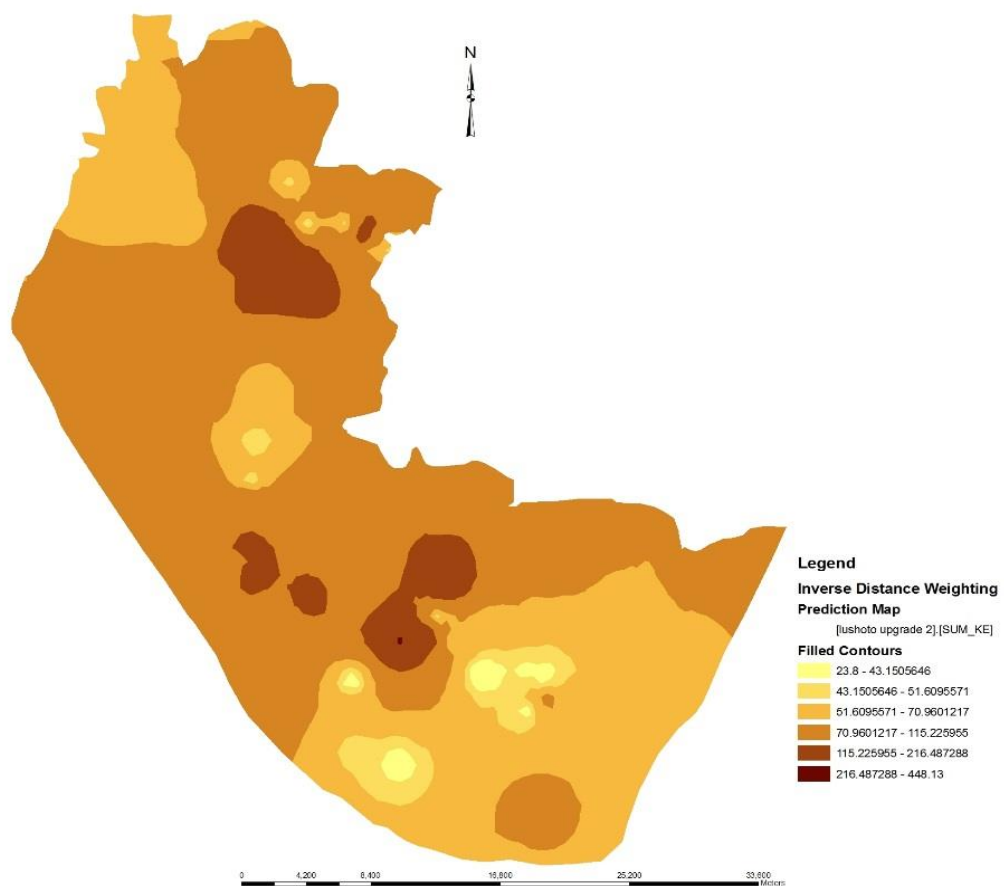 N
Legend
Inverse Distance Weighting
Prediction Map
[lushoto upgrade 2].[SUM_KE]
Filled Contours
23.8 - 43.1505646
43.1505646 - 51.6095571
51.6095571 - 70.9601217
70.9601217 - 115.225955
115.225955 - 216.487288
216.487288 - 448.13
0 4,200 8,400 16,800 25,200 33,600
Meters